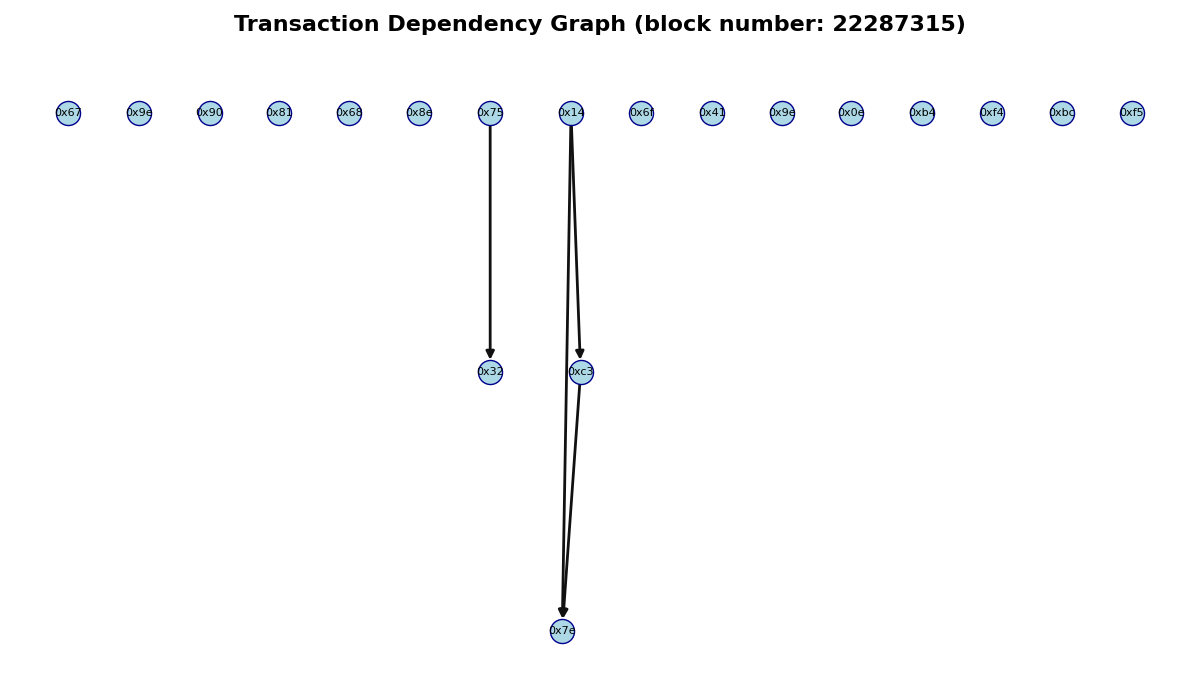 Transaction Dependency Graph (block number: 22287315)
0x67 0x9e 0x90 0x81 0x68 0x8e 0x75 0x14 0x6f 0x41 0x9e 0x0e 0xb4 0xf4 0xbc 0xf5
0x32 0xc3
0x7e